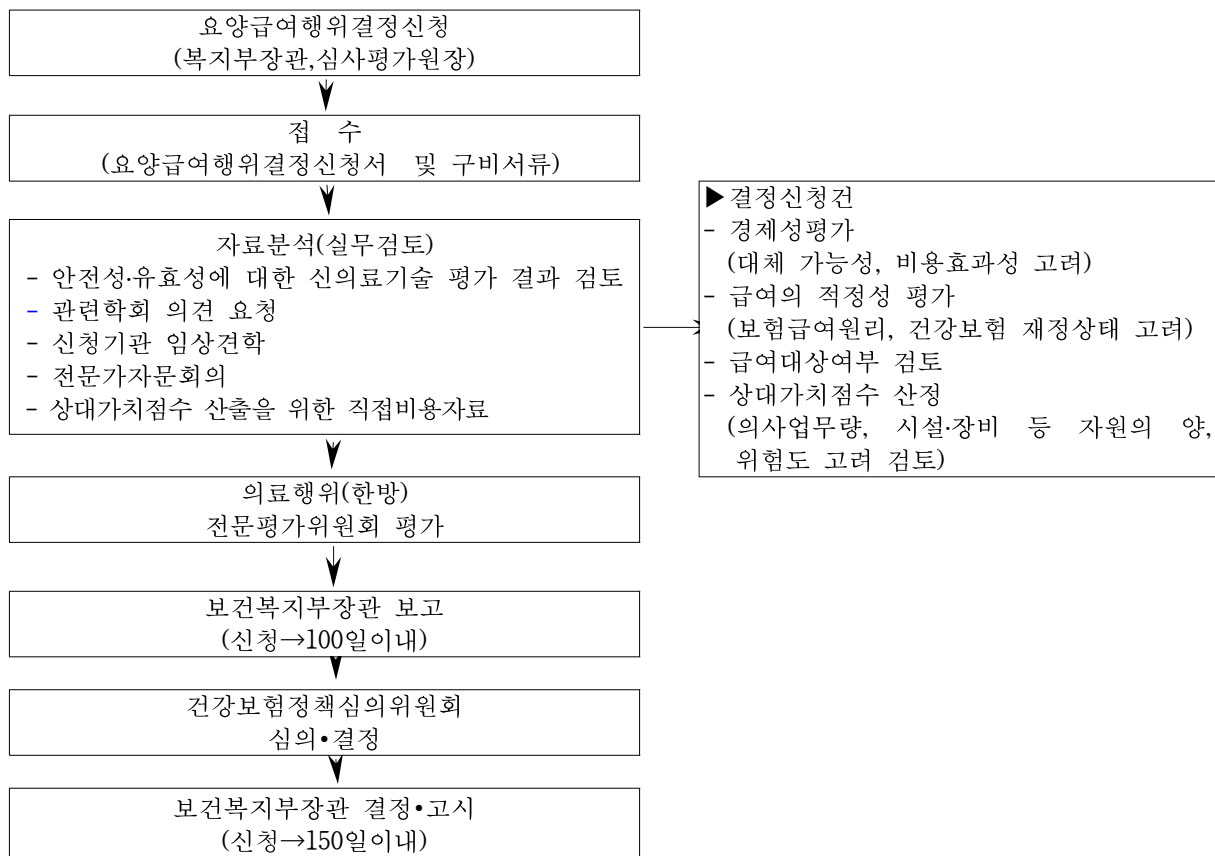 요양급여행위결정신청
(복지부장관,심사평가원장)
접 수
(요양급여행위결정신청서 및 구비서류)
자료분석(실무검토)
- 안전성·유효성에 대한 신의료기술 평가 결과 검토
- 관련학회 의견 요청
- 신청기관 임상견학
- 전문가자문회의
- 상대가치점수 산출을 위한 직접비용자료
▶결정신청건
- 경제성평가
(대체 가능성, 비용효과성 고려)
- 급여의 적정성 평가
(보험급여원리, 건강보험 재정상태 고려)
- 급여대상여부 검토
- 상대가치점수 산정
(의사업무량, 시설·장비 등 자원의 양,
위험도 고려 검토)
의료행위(한방)
전문평가위원회 평가
보건복지부장관 보고
(신청→100일이내)
건강보험정책심의위원회
심의•결정
보건복지부장관 결정•고시
(신청→150일이내)